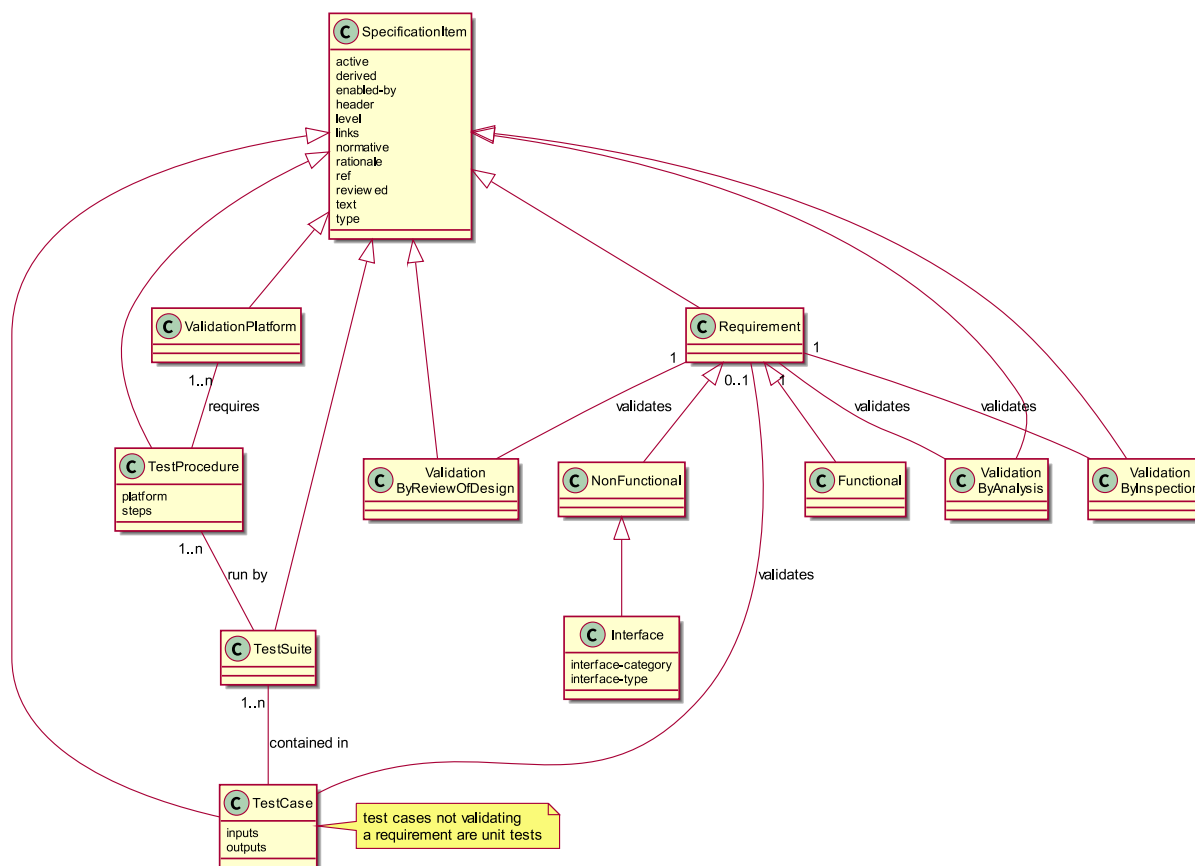 C SpecificationItem
active
derived
enabled-by
header
level
links
normative
rationale
ref
reviewed
text
type
C ValidationPlatform
C Requirement
1..n
requires
1
validates
0..1
1
validates
1
validates
C TestProcedure
platform
steps
C Validation
ByReviewOfDesign
C NonFunctional
C Functional
C Validation
ByAnalysis
C Validation
ByInspection
1..n
run by
validates
C TestSuite
C Interface
interface-category
interface-type
1..n
contained in
C TestCase
inputs
outputs
test cases not validating
a requirement are unit tests